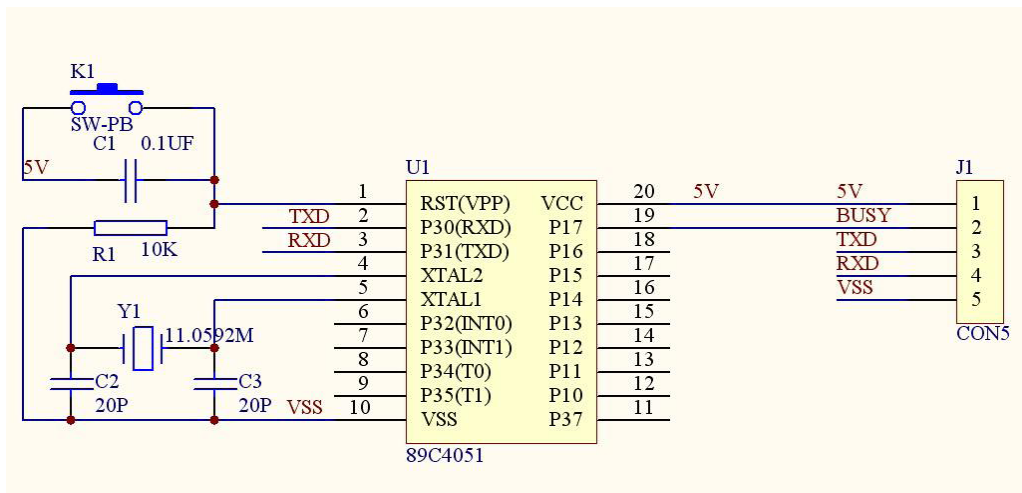 K1
SW-PB
C1 0.1UF
5V
R1 10K
Y1
11.0592M
C2
20P
C3
20P
U1
1 RST(VPP) VCC 20 5V
TXD 2 P30(RXD) P17 19
RXD 3 P31(TXD) P16 18
4 XTAL2 P15 17
5 XTAL1 P14 16
6 P32(INT0) P13 15
7 P33(INT1) P12 14
8 P34(T0) P11 13
9 P35(T1) P10 12
VSS 10 VSS P37 11
89C4051
J1
5V 1
BUSY 2
TXD 3
RXD 4
VSS 5
CON5